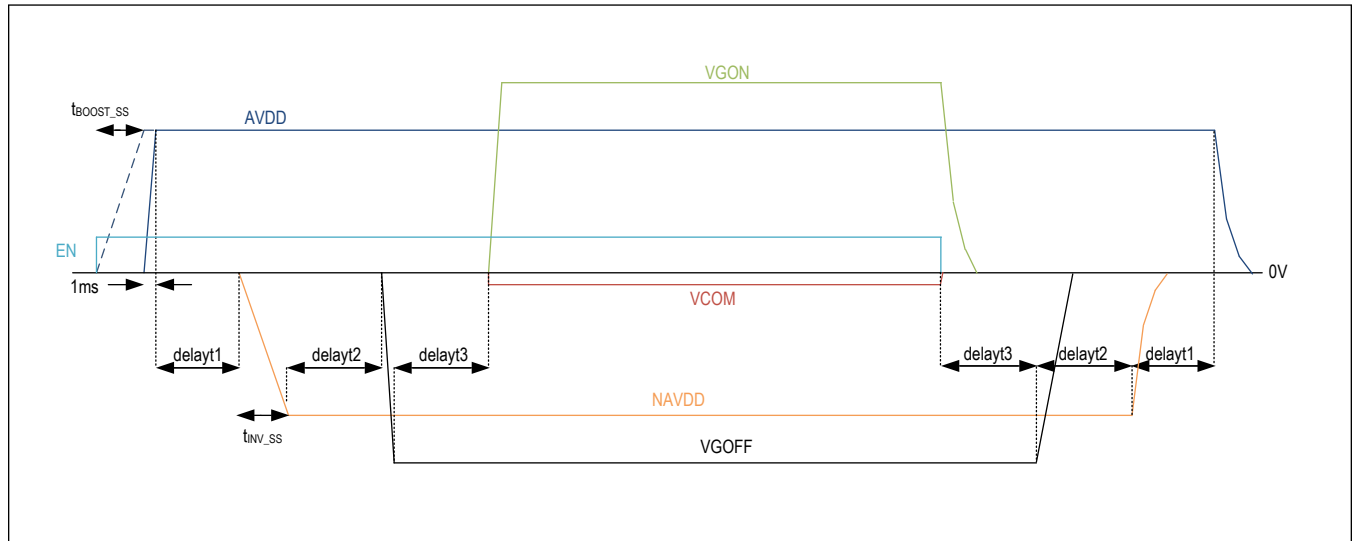 VGON
tBOOST_SS
AVDD
EN
0V
1ms
VCOM
delayt1
delayt2
delayt3
delayt3
delayt2
delayt1
NAVDD
tINV_SS
VGOFF